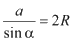 a / sin α = 2R